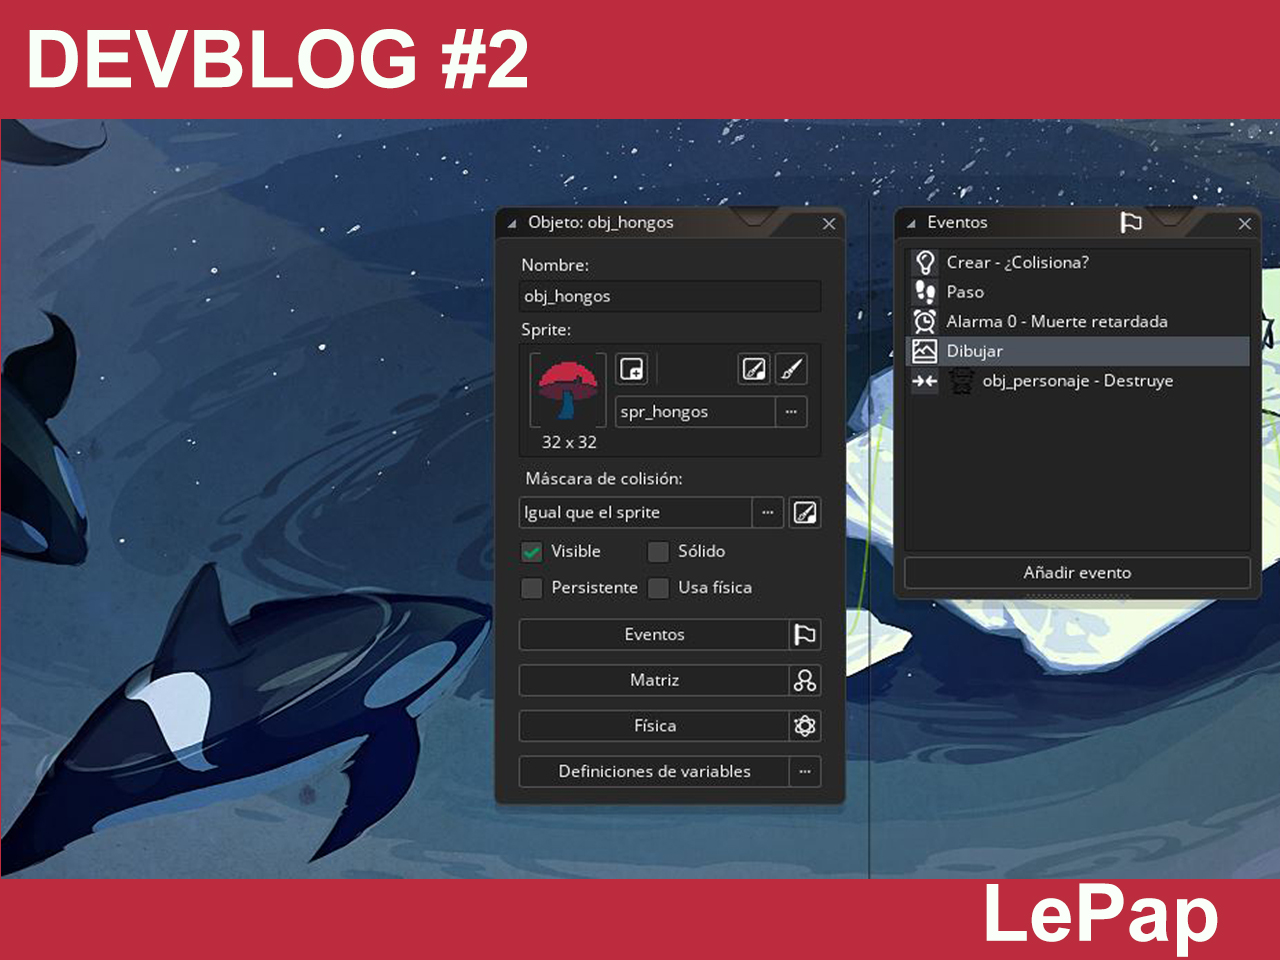 DEVBLOG #2
Objeto: obj_hongos
Nombre:
obj_hongos
Sprite:
spr_hongos
32 x 32
Máscara de colisión:
Igual que el sprite
Visible
Sólido
Persistente
Usa física
Eventos
Matriz
Física
Definiciones de variables
Eventos
Crear - ¿Colisiona?
Paso
Alarma 0 - Muerte retardada
Dibujar
obj_personaje - Destruye
Añadir evento
LePap